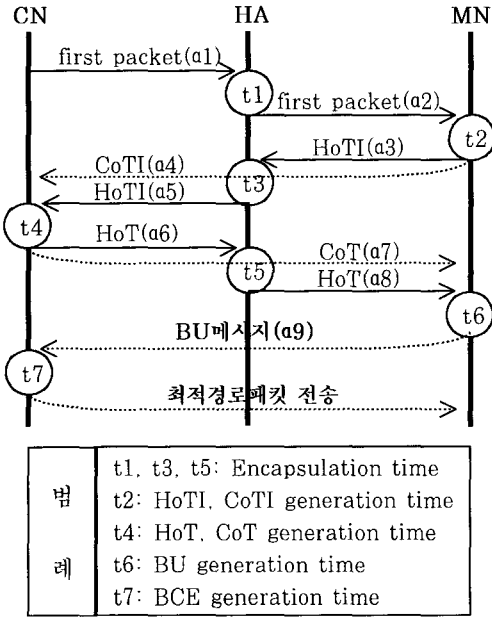 CN HA MN
first packet(a1)
t1
first packet(a2)
t2
HoTI(a3)
CoTI(a4)
t3
HoTI(a5)
t4
HoT(a6)
CoT(a7)
t5
HoT(a8)
t6
BU메시지(a9)
t7
최적경로패킷 전송
범례
t1, t3, t5: Encapsulation time
t2: HoTI, CoTI generation time
t4: HoT, CoT generation time
t6: BU generation time
t7: BCE generation time